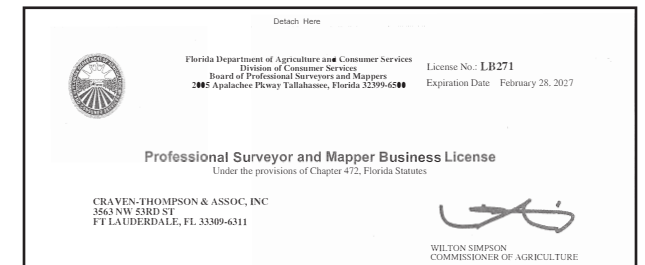 Detach Here
Florida Department of Agriculture and Consumer Services
Division of Consumer Services
Board of Professional Surveyors and Mappers
2005 Apalachee Pkway Tallahassee, Florida 32399-6500
License No.: LB271
Expiration Date February 28, 2027
Professional Surveyor and Mapper Business License
Under the provisions of Chapter 472, Florida Statutes
CRAVEN-THOMPSON & ASSOC, INC
3563 NW 53RD ST
FT LAUDERDALE, FL 33309-6311
WILTON SIMPSON
COMMISSIONER OF AGRICULTURE